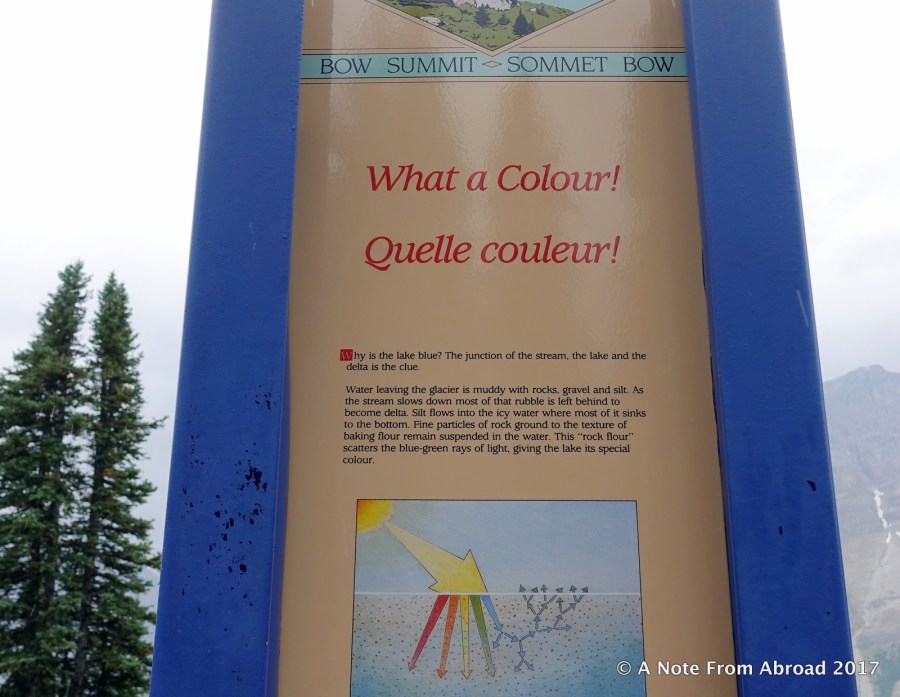 BOW SUMMIT SOMMET BOW
What a Colour!
Quelle couleur!
Why is the lake blue? The junction of the stream, the lake and the
delta is the clue.
Water leaving the glacier is muddy with rocks, gravel and silt. As
the stream slows down most of that rubble is left behind to
become delta. Silt flows into the icy water where most of it sinks
to the bottom. Fine particles of rock ground to the texture of
baking flour remain suspended in the water. This "rock flour"
scatters the blue-green rays of light, giving the lake its special
colour.
© A Note From Abroad 2017